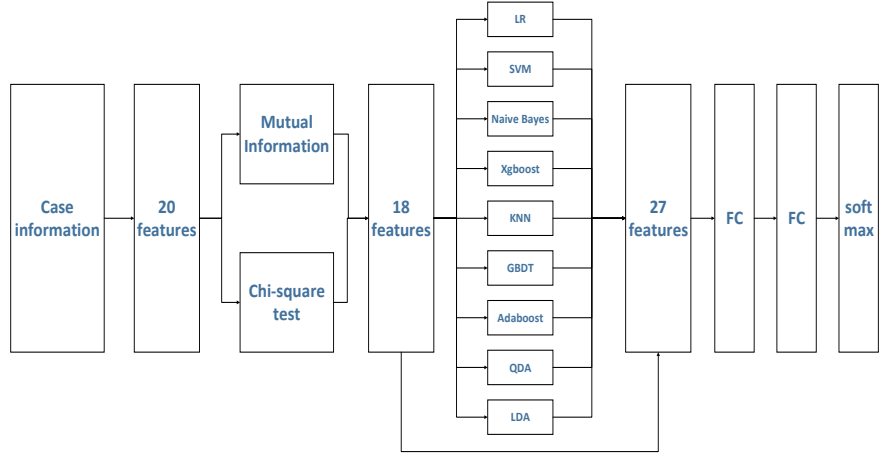 Case
information
20
features
Mutual
Information
Chi-square
test
18
features
LR
SVM
Naive Bayes
Xgboost
KNN
GBDT
Adaboost
QDA
LDA
27
features
FC
FC
soft
max